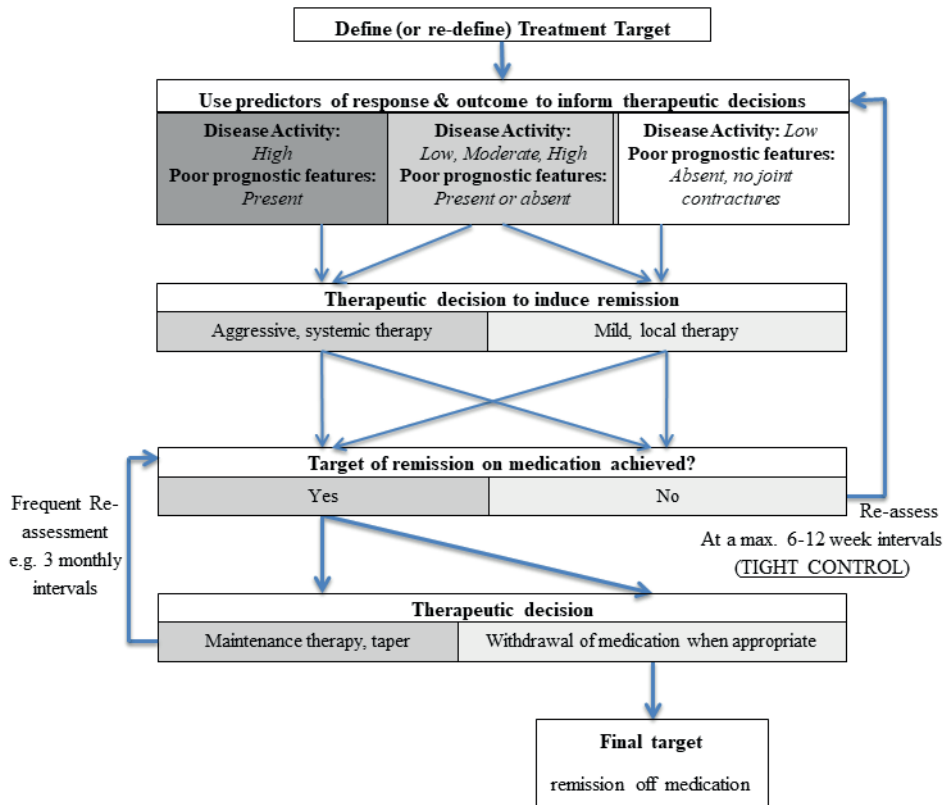 Define (or re-define) Treatment Target
Use predictors of response & outcome to inform therapeutic decisions
Disease Activity:
High
Poor prognostic features:
Present
Disease Activity:
Low, Moderate, High
Poor prognostic features:
Present or absent
Disease Activity: Low
Poor prognostic features:
Absent, no joint
contractures
Therapeutic decision to induce remission
Aggressive, systemic therapy
Mild, local therapy
Target of remission on medication achieved?
Yes
No
Frequent Re-
assessment
e.g. 3 monthly
intervals
Re-assess
At a max. 6-12 week intervals
(TIGHT CONTROL)
Therapeutic decision
Maintenance therapy, taper
Withdrawal of medication when appropriate
Final target
remission off medication